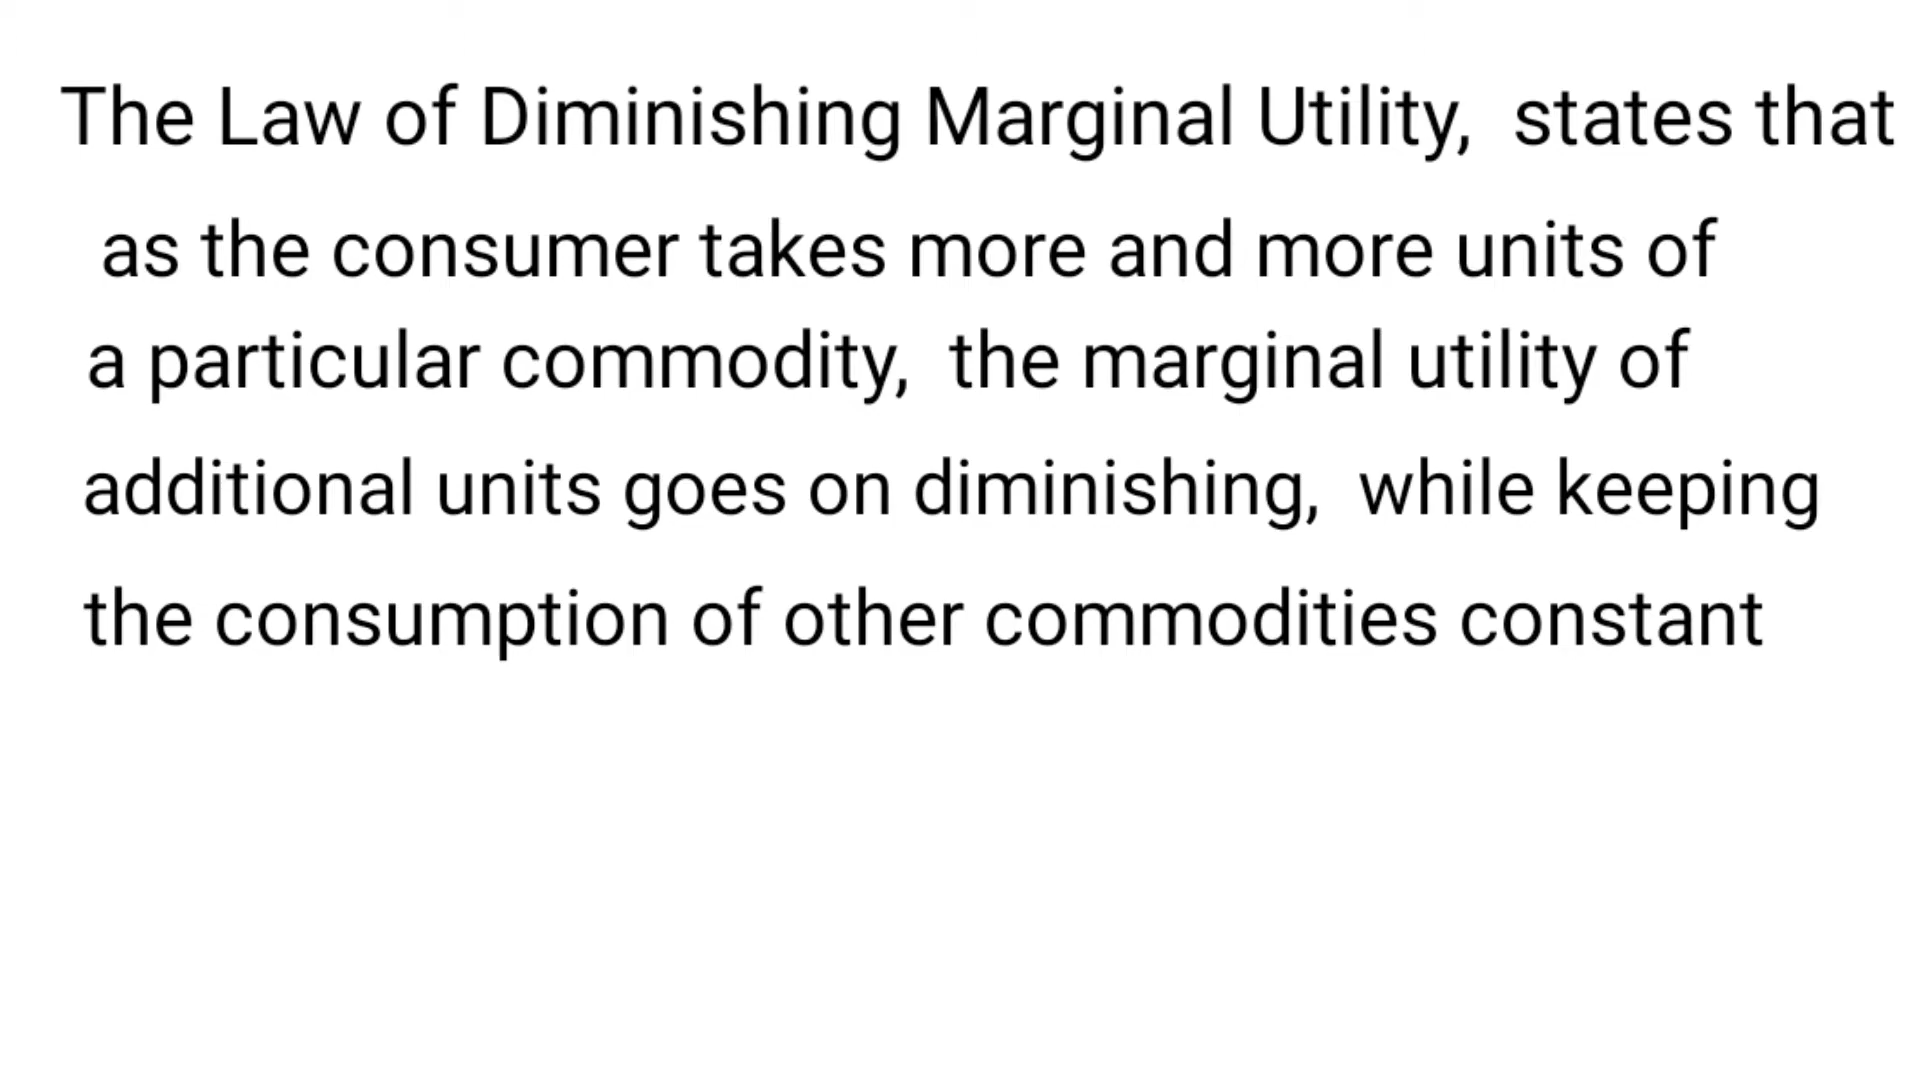 The Law of Diminishing Marginal Utility, states that
as the consumer takes more and more units of
a particular commodity, the marginal utility of
additional units goes on diminishing, while keeping
the consumption of other commodities constant